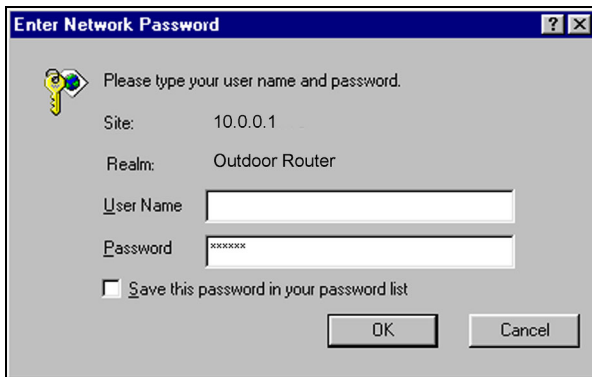 Enter Network Password
? X
Please type your user name and password.
Site: 10.0.0.1
Realm: Outdoor Router
User Name
Password xxxxxx
Save this password in your password list
OK Cancel